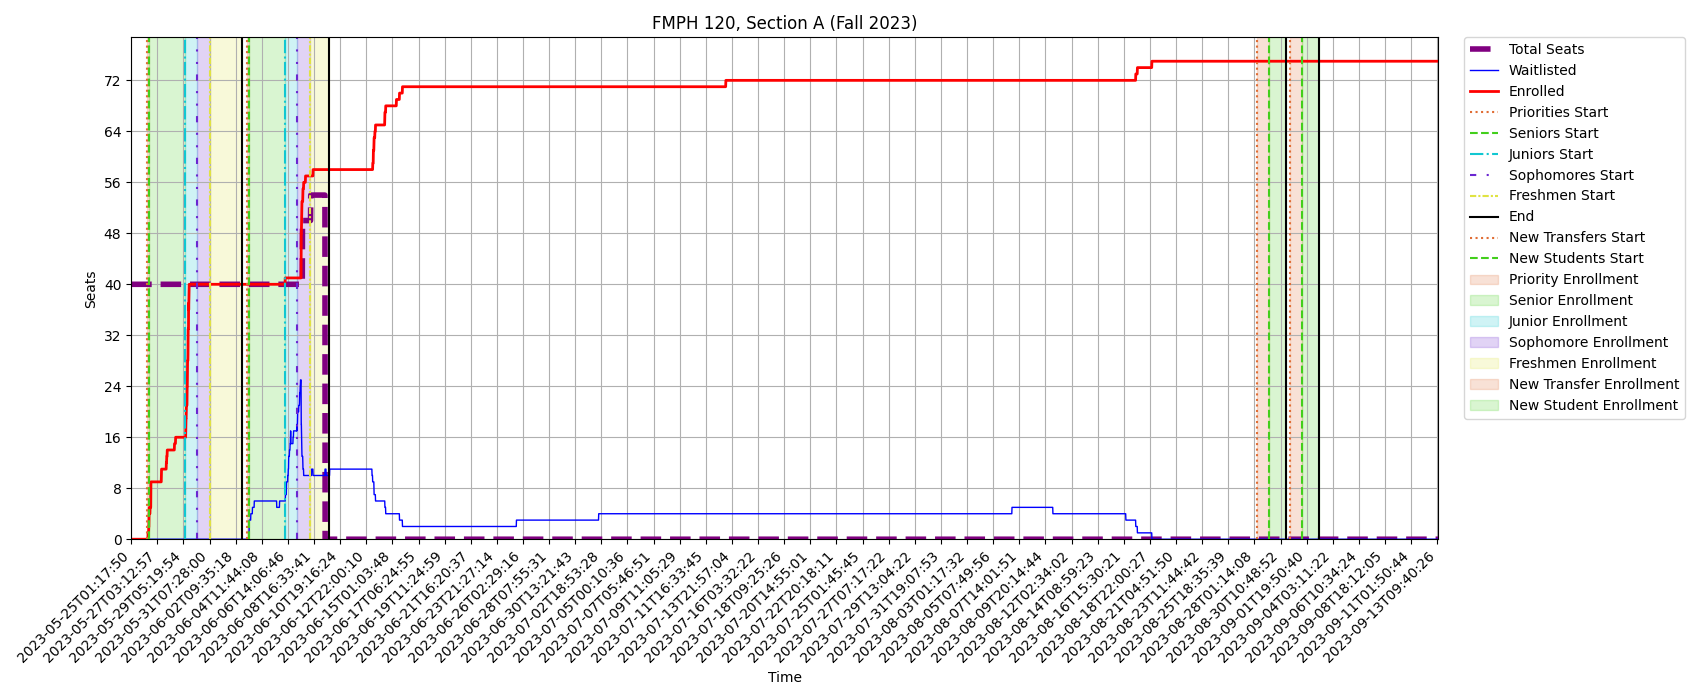 FMPH 120, Section A (Fall 2023)
Seats
72
64
56
48
40
32
24
16
8
0
2023-05-25T01:17:50
2023-05-27T03:12:57
2023-05-29T05:19:54
2023-05-31T07:28:00
2023-06-02T09:35:18
2023-06-04T11:44:08
2023-06-06T14:06:46
2023-06-08T16:33:41
2023-06-10T19:16:24
2023-06-12T22:00:10
2023-06-15T01:03:48
2023-06-17T06:24:55
2023-06-19T11:24:59
2023-06-21T16:20:37
2023-06-23T21:27:14
2023-06-26T02:29:16
2023-06-28T07:55:31
2023-06-30T13:21:43
2023-07-02T18:53:28
2023-07-05T00:10:36
2023-07-07T05:46:51
2023-07-09T11:05:29
2023-07-11T16:33:45
2023-07-13T21:57:04
2023-07-16T03:32:22
2023-07-18T09:25:26
2023-07-20T14:55:01
2023-07-22T20:18:11
2023-07-25T01:45:45
2023-07-27T07:17:22
2023-07-29T13:04:22
2023-07-31T19:07:53
2023-08-03T01:17:32
2023-08-05T07:49:56
2023-08-07T14:01:51
2023-08-09T20:14:44
2023-08-12T02:34:02
2023-08-14T08:59:23
2023-08-16T15:30:21
2023-08-18T22:00:27
2023-08-21T04:51:50
2023-08-23T11:44:42
2023-08-25T18:35:39
2023-08-28T01:14:08
2023-08-30T10:48:52
2023-09-01T19:50:40
2023-09-04T03:11:22
2023-09-06T10:34:24
2023-09-08T18:12:05
2023-09-11T01:50:44
2023-09-13T09:40:26
Time
Total Seats
Waitlisted
Enrolled
Priorities Start
Seniors Start
Juniors Start
Sophomores Start
Freshmen Start
End
New Transfers Start
New Students Start
Priority Enrollment
Senior Enrollment
Junior Enrollment
Sophomore Enrollment
Freshmen Enrollment
New Transfer Enrollment
New Student Enrollment